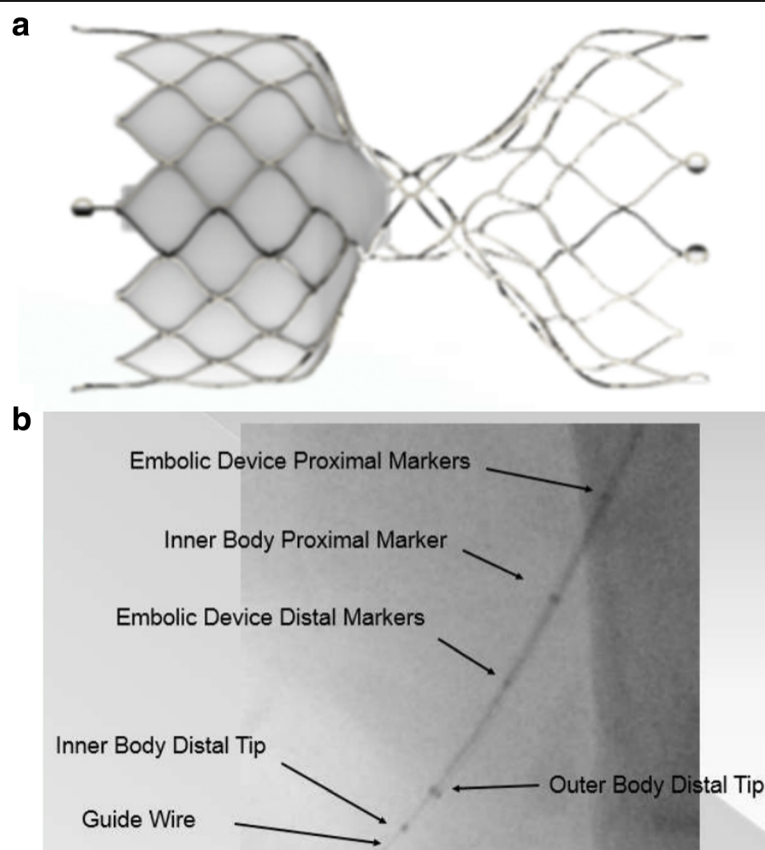 a
b
Embolic Device Proximal Markers
Inner Body Proximal Marker
Embolic Device Distal Markers
Inner Body Distal Tip
Outer Body Distal Tip
Guide Wire